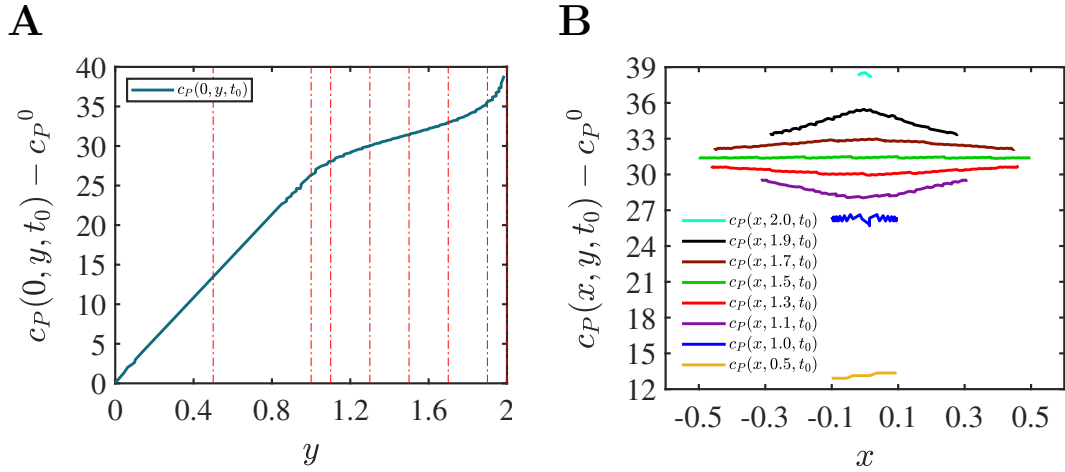 A
c_P(0, y, t_0) − c_P^0
40
35
30
25
20
15
10
5
0
c_P(0, y, t_0)
0
0.4
0.8
1.2
1.6
2
y
B
c_P(x, y, t_0) − c_P^0
39
36
33
30
27
24
21
18
15
12
c_P(x, 2.0, t_0)
c_P(x, 1.9, t_0)
c_P(x, 1.7, t_0)
c_P(x, 1.5, t_0)
c_P(x, 1.3, t_0)
c_P(x, 1.1, t_0)
c_P(x, 1.0, t_0)
c_P(x, 0.5, t_0)
-0.5
-0.3
-0.1
0.1
0.3
0.5
x